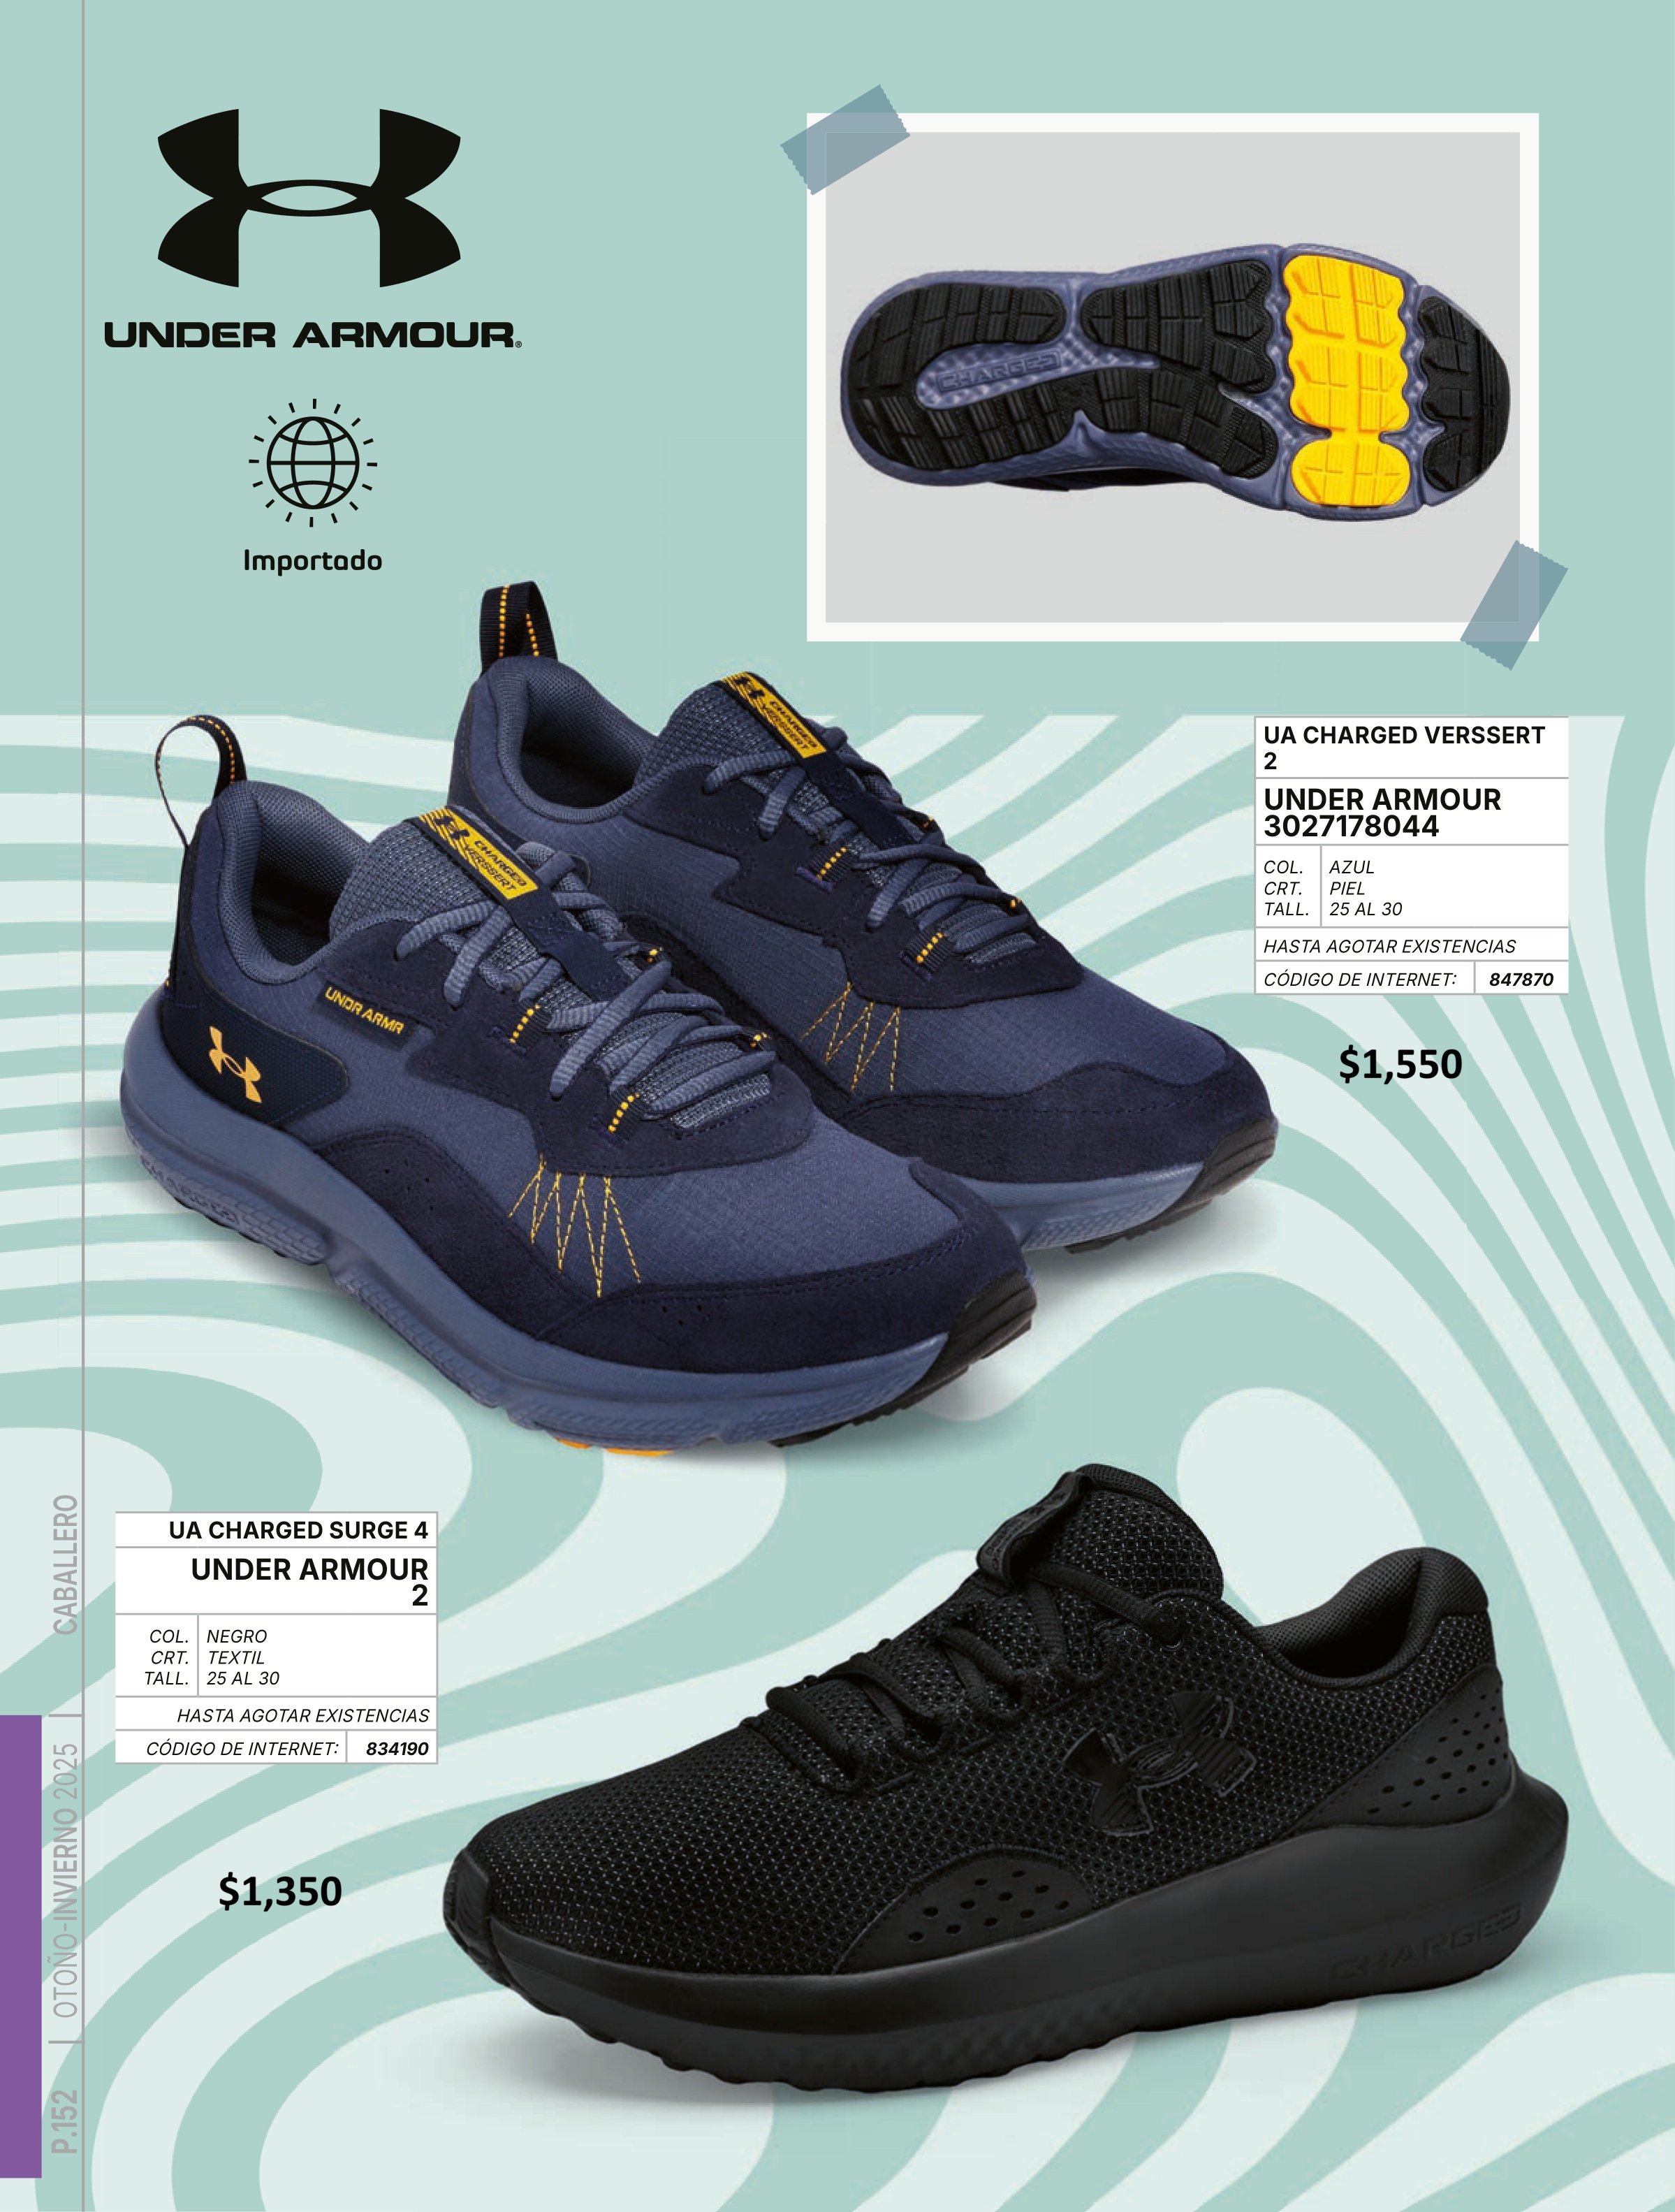 UNDER ARMOUR®
Importado
CHARGED
CHARGED
VERSSERT
CHARGED
VERSSERT
UNDR ARMR
CHARGED
UA CHARGED VERSSERT
2
UNDER ARMOUR
3027178044
COL. AZUL
CRT. PIEL
TALL. 25 AL 30
HASTA AGOTAR EXISTENCIAS
CÓDIGO DE INTERNET: 847870
$1,550
UA CHARGED SURGE 4
UNDER ARMOUR
2
COL. NEGRO
CRT. TEXTIL
TALL. 25 AL 30
HASTA AGOTAR EXISTENCIAS
CÓDIGO DE INTERNET: 834190
$1,350
CHARGED
P.152 | OTOÑO-INVIERNO 2025 | CABALLERO